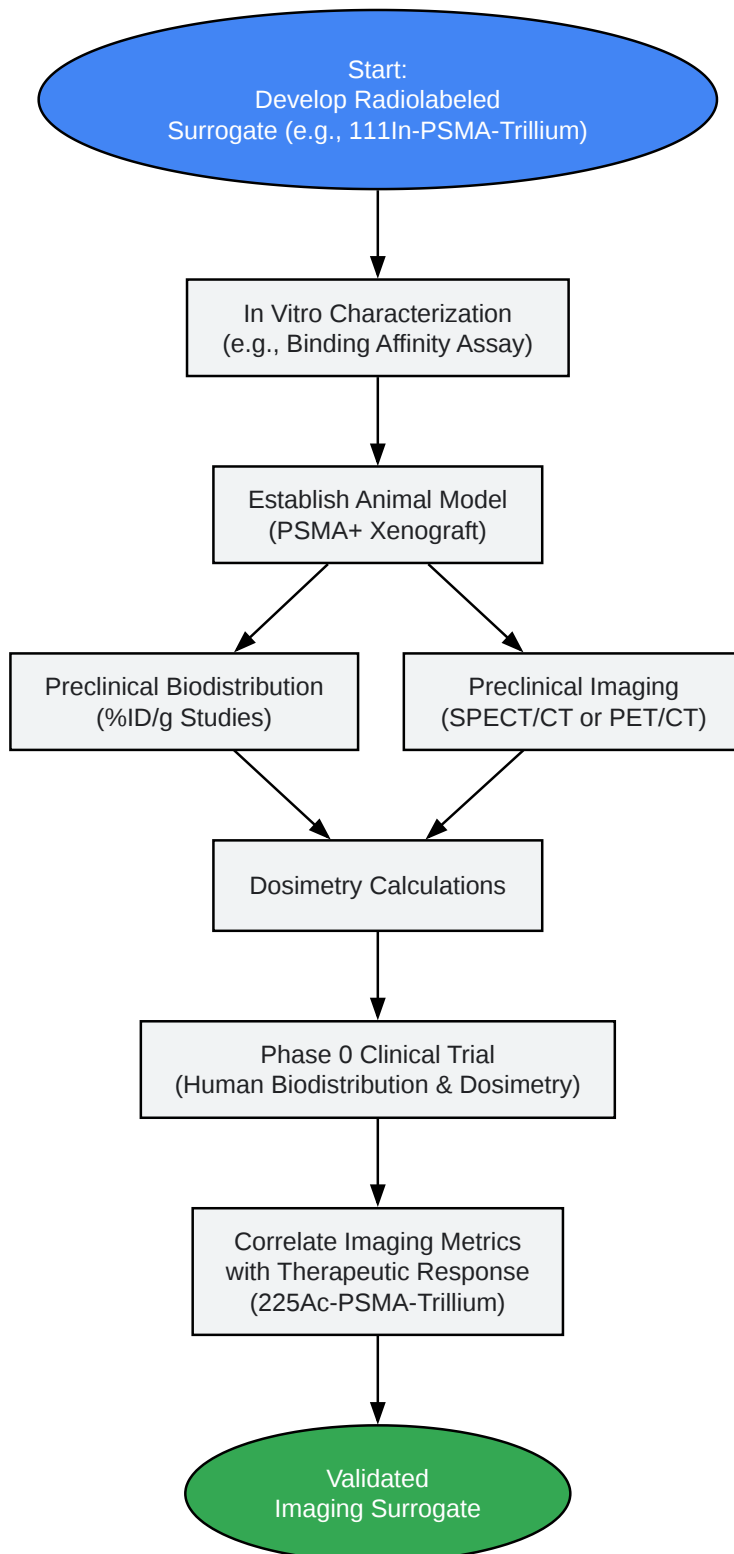 Start:
Develop Radiolabeled
Surrogate (e.g., 111In-PSMA-Trillium)
In Vitro Characterization
(e.g., Binding Affinity Assay)
Establish Animal Model
(PSMA+ Xenograft)
Preclinical Biodistribution
(%ID/g Studies)
Preclinical Imaging
(SPECT/CT or PET/CT)
Dosimetry Calculations
Phase 0 Clinical Trial
(Human Biodistribution & Dosimetry)
Correlate Imaging Metrics
with Therapeutic Response
(225Ac-PSMA-Trillium)
Validated
Imaging Surrogate